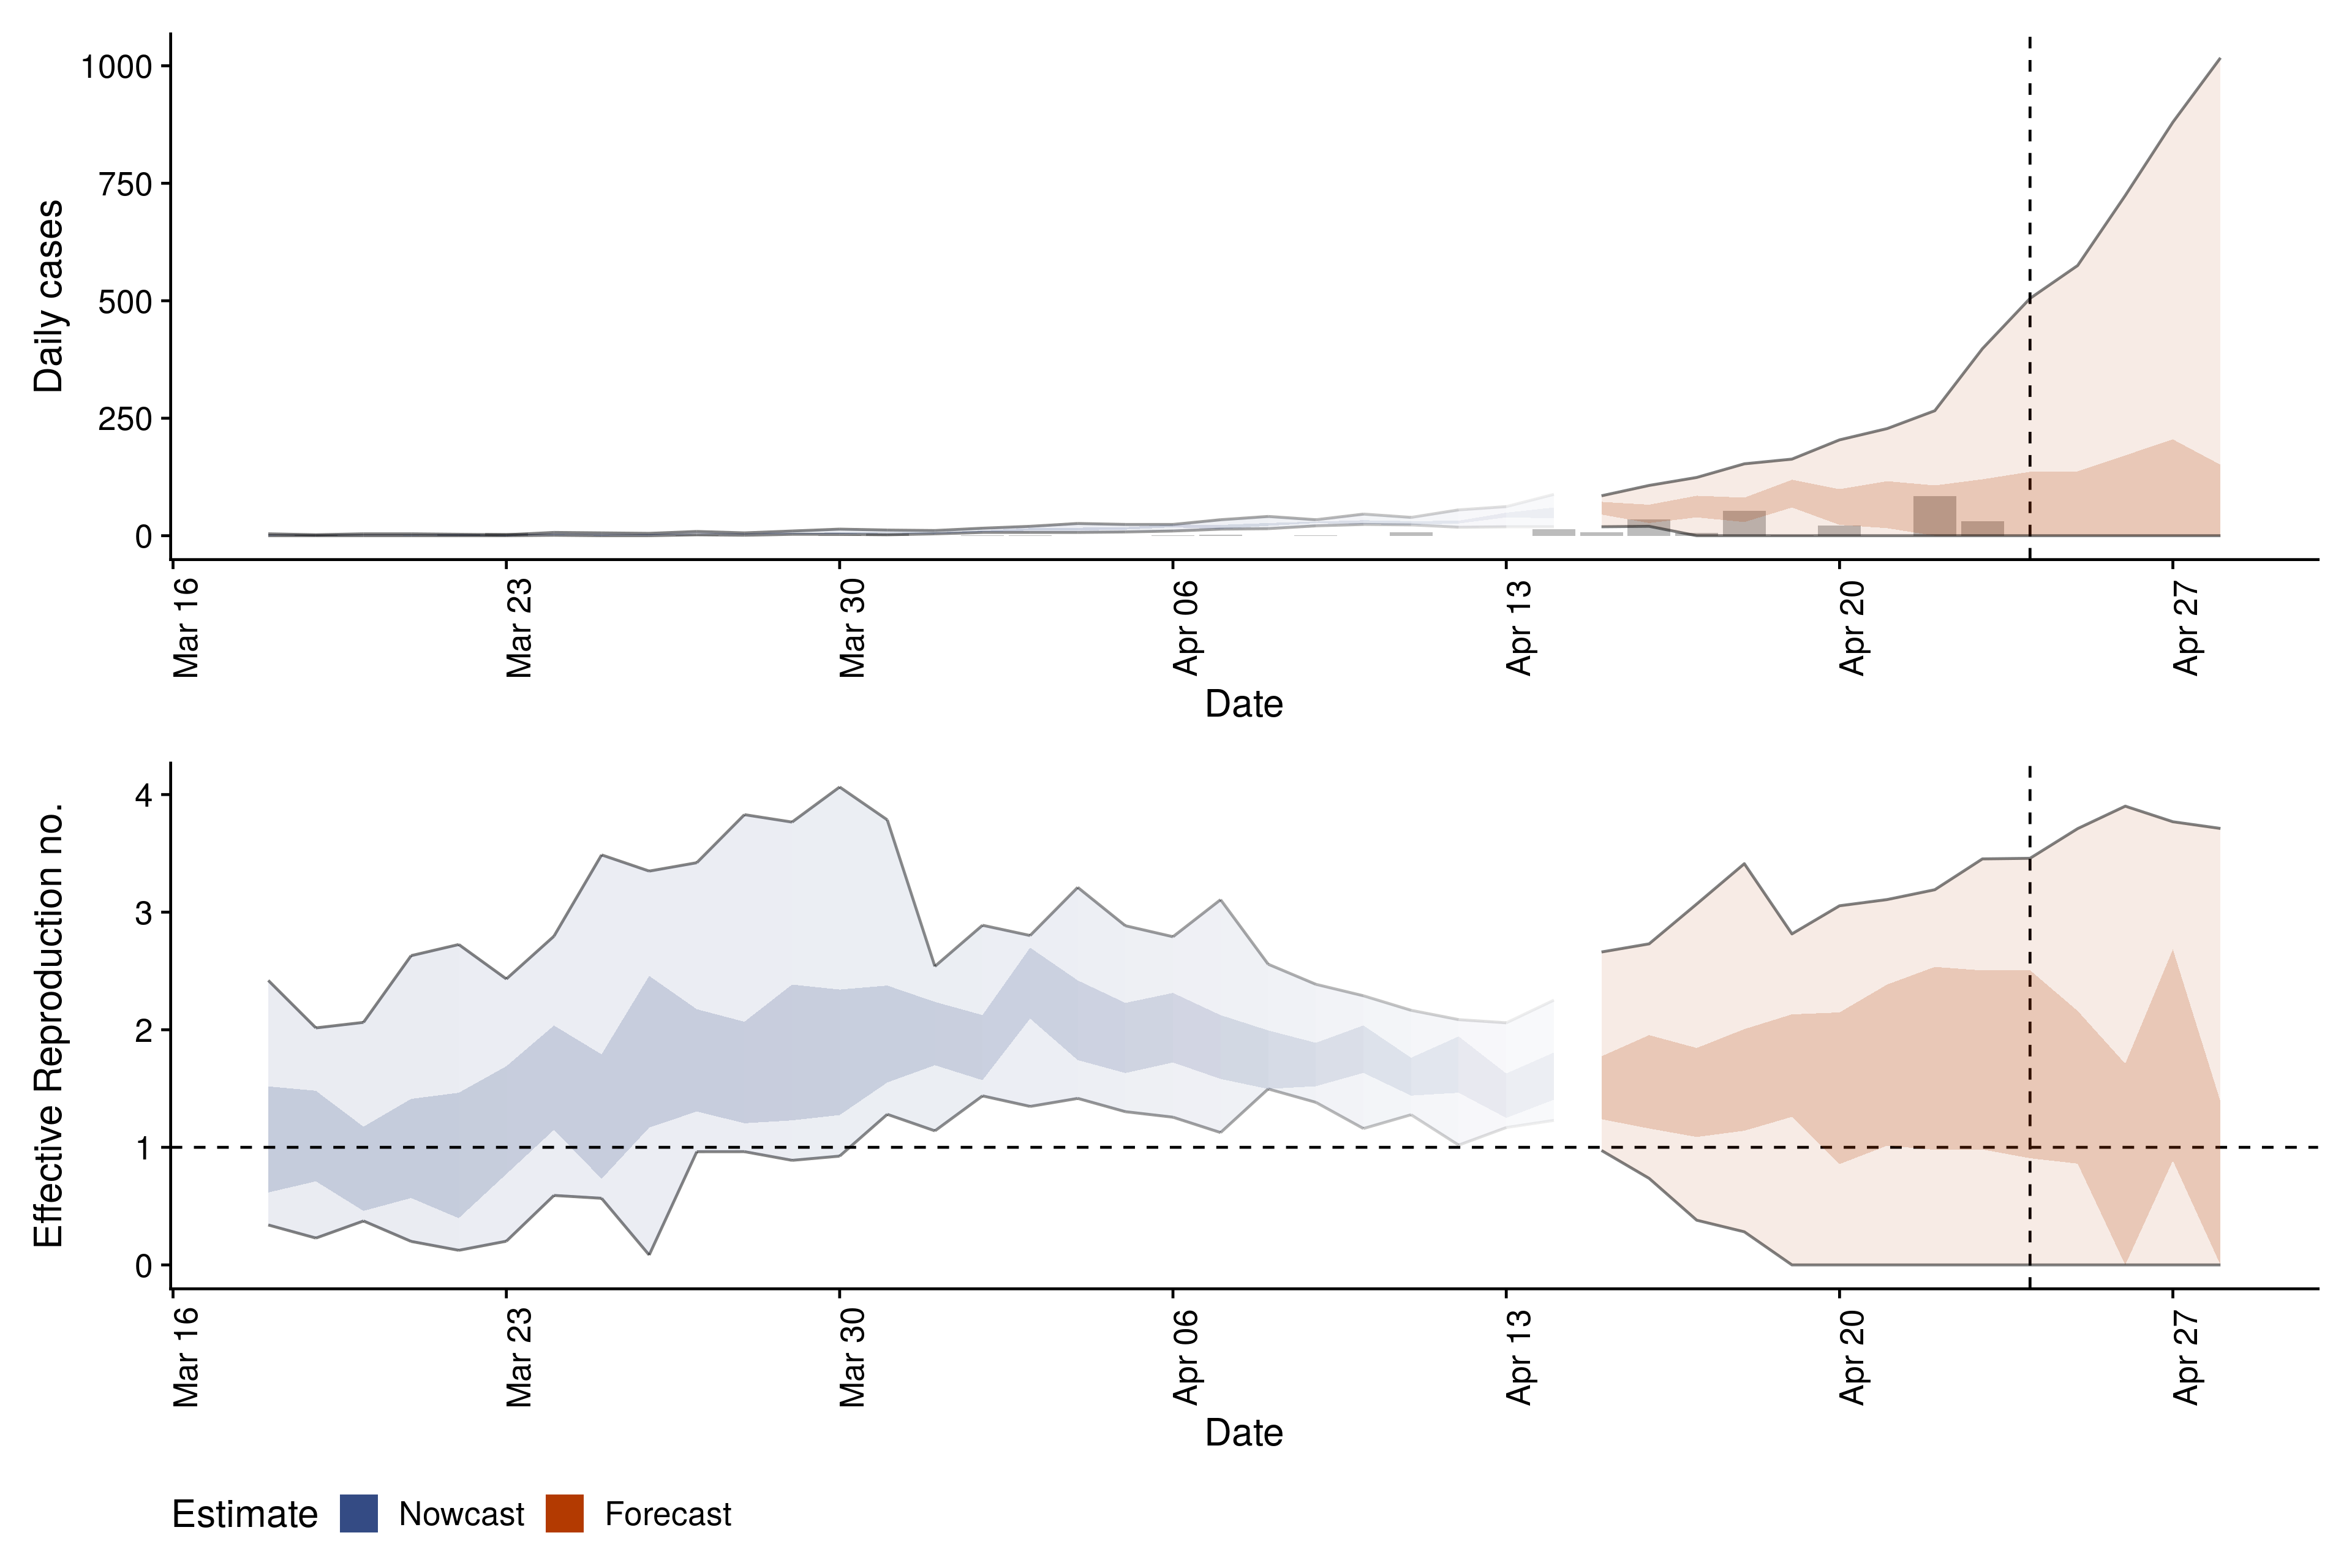 1000
750
500
250
0
Daily cases
Mar 16
Mar 23
Mar 30
Apr 06
Apr 13
Apr 20
Apr 27
Date
4
3
2
1
0
Effective Reproduction no.
Mar 16
Mar 23
Mar 30
Apr 06
Apr 13
Apr 20
Apr 27
Date
Estimate Nowcast Forecast